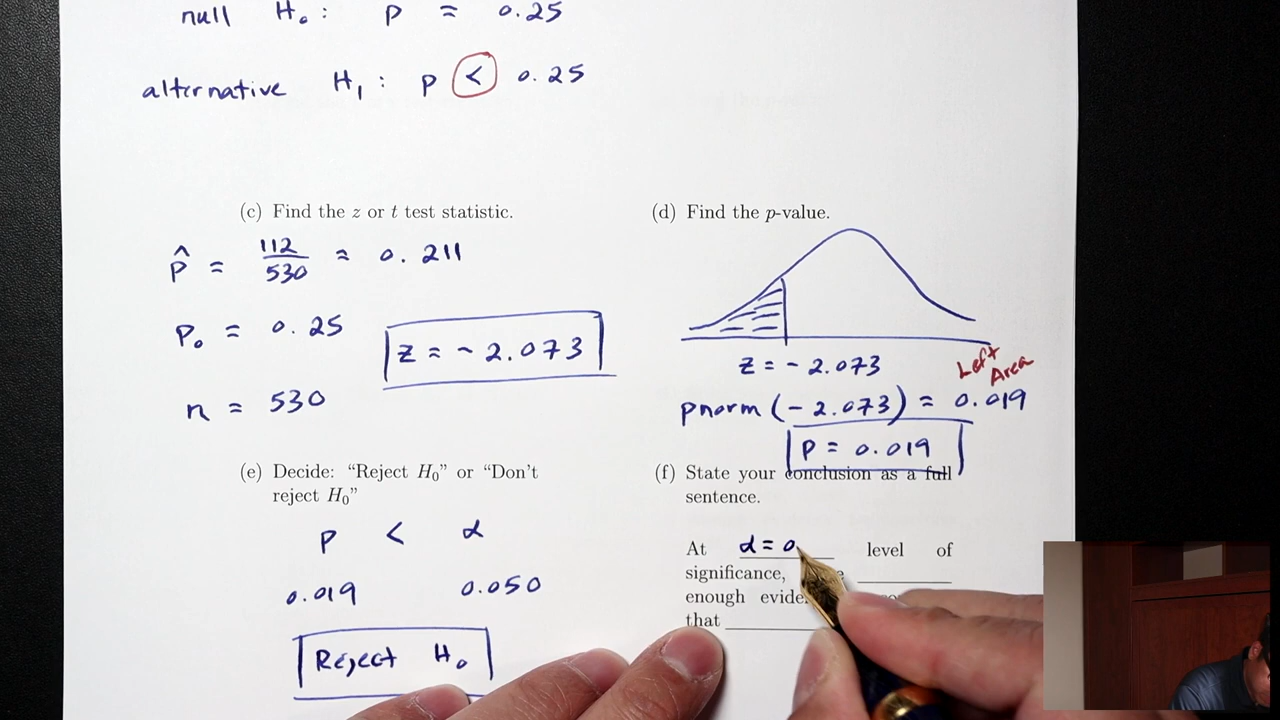 null H₀: p = 0.25
alternative H₁: p < 0.25
(c) Find the z or t test statistic.
p̂ = 112/530 ≈ 0.211
p₀ = 0.25
z = -2.073
n = 530
(d) Find the p-value.
z = -2.073
Left Area
pnorm(-2.073) = 0.019
p = 0.019
(e) Decide: “Reject H₀” or “Don’t
reject H₀”
p < α
0.019 0.050
Reject H₀
(f) State your conclusion as a full
sentence.
At α = 0. level of
significance,
enough
that